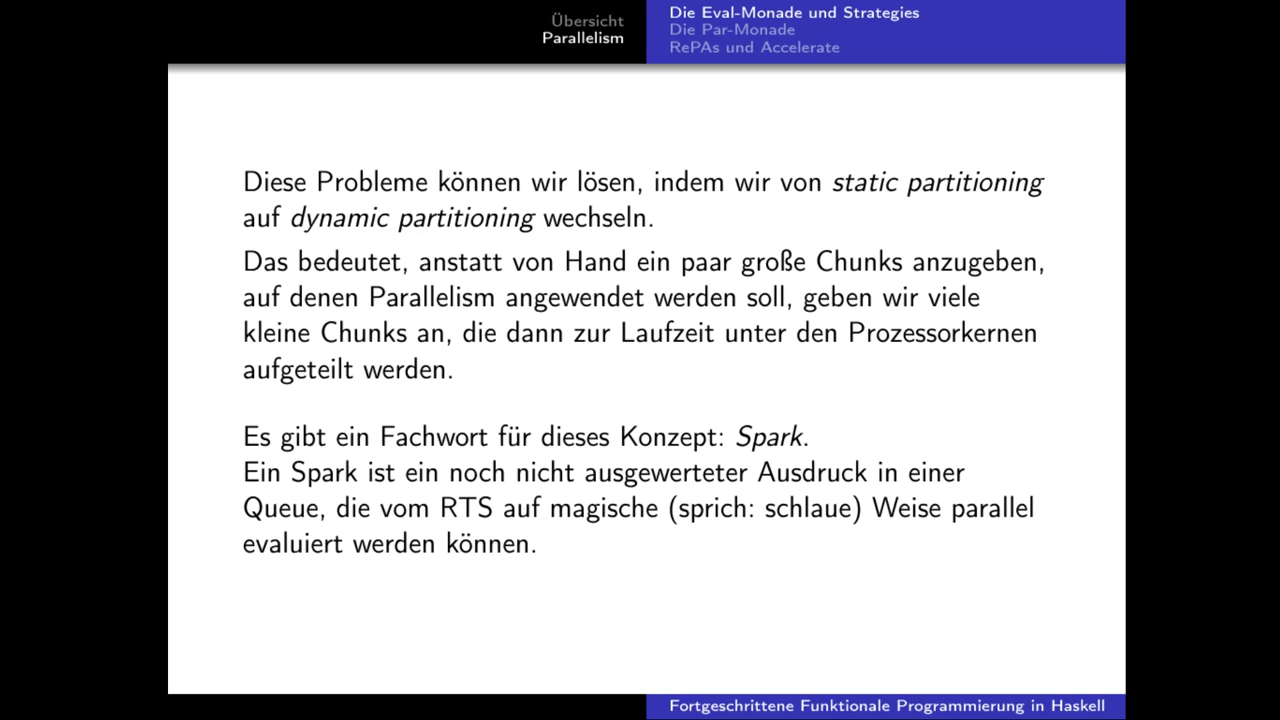 Übersicht
Parallelism
Die Eval-Monade und Strategies
Die Par-Monade
RePAs und Accelerate
Diese Probleme können wir lösen, indem wir von static partitioning
auf dynamic partitioning wechseln.
Das bedeutet, anstatt von Hand ein paar große Chunks anzugeben,
auf denen Parallelism angewendet werden soll, geben wir viele
kleine Chunks an, die dann zur Laufzeit unter den Prozessorkernen
aufgeteilt werden.
Es gibt ein Fachwort für dieses Konzept: Spark.
Ein Spark ist ein noch nicht ausgewerteter Ausdruck in einer
Queue, die vom RTS auf magische (sprich: schlaue) Weise parallel
evaluiert werden können.
Fortgeschrittene Funktionale Programmierung in Haskell